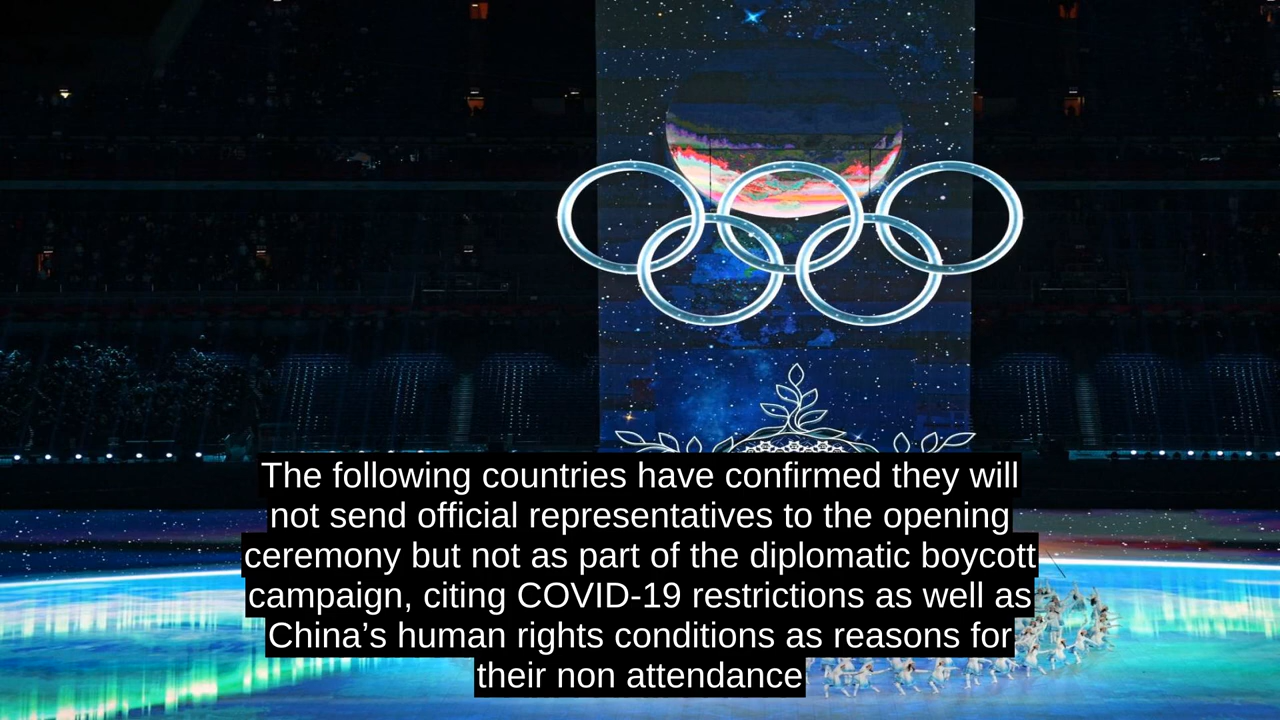 The following countries have confirmed they will
not send official representatives to the opening
ceremony but not as part of the diplomatic boycott
campaign, citing COVID-19 restrictions as well as
China’s human rights conditions as reasons for
their non attendance